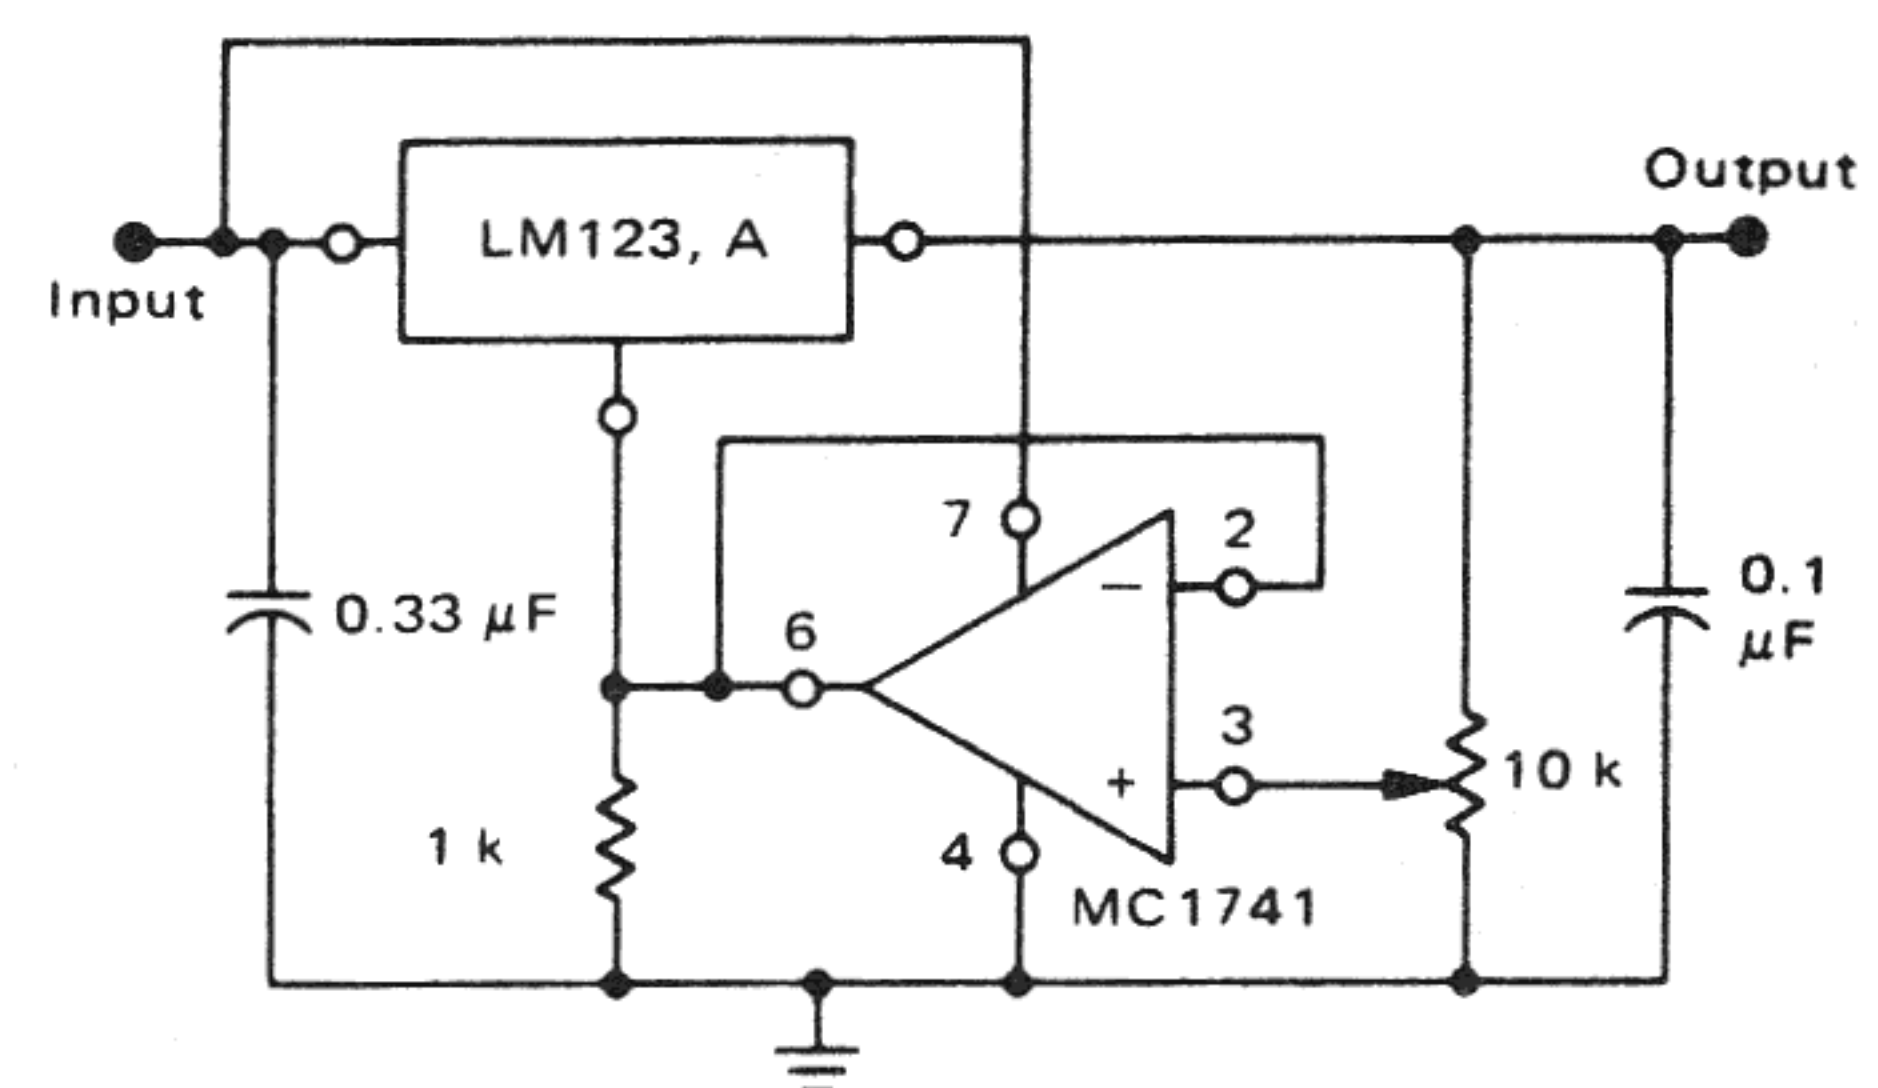 Output
LM123, A
Input
7
2
0.1
μF
0.33 μF
6
3
10 k
1 k
4
MC1741